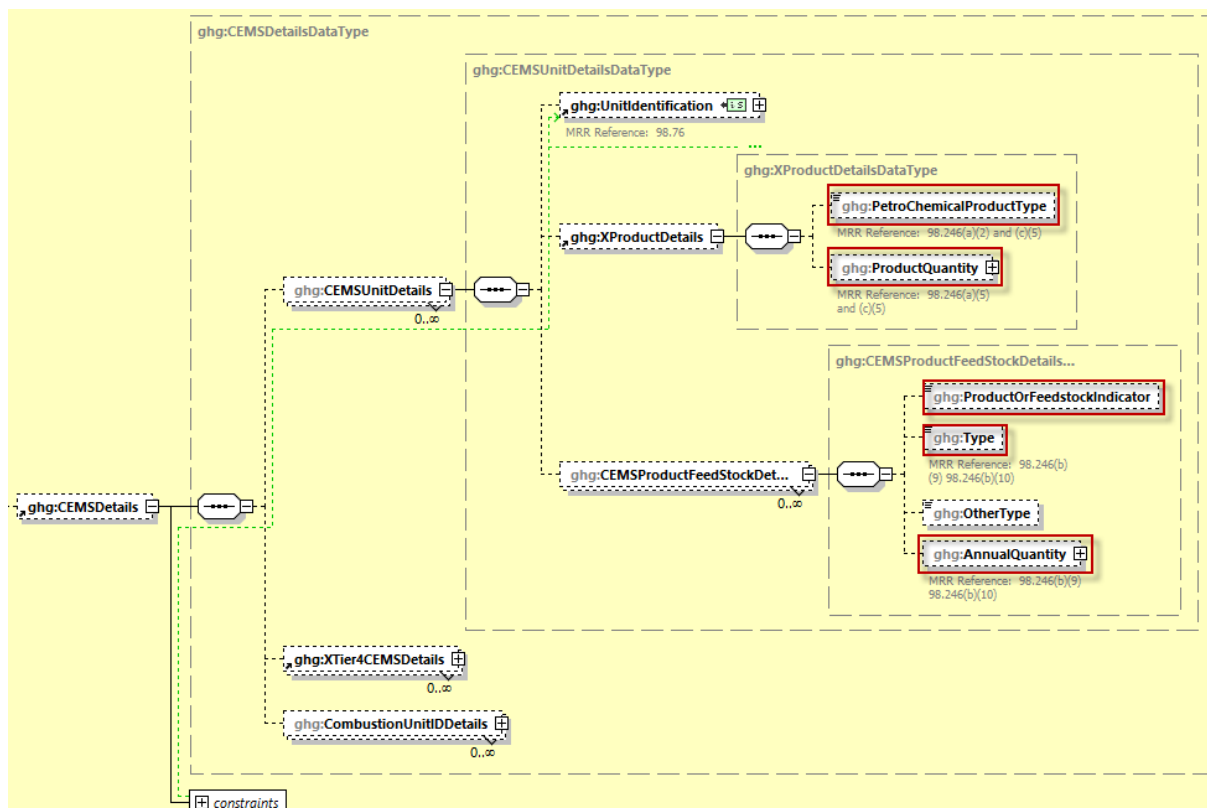 ghg:CEMSDetailsDataType
ghg:CEMSUnitDetailsDataType
ghg:UnitIdentification
is
MRR Reference: 98.76
...
ghg:XProductDetailsDataType
ghg:PetroChemicalProductType
MRR Reference: 98.246(a)(2) and (c)(5)
ghg:XProductDetails
ghg:ProductQuantity
MRR Reference: 98.246(a)(5)
and (c)(5)
ghg:CEMSUnitDetails
0..∞
ghg:CEMSProductFeedStockDetails...
ghg:ProductOrFeedstockIndicator
ghg:Type
MRR Reference: 98.246(b)
(9) 98.246(b)(10)
ghg:CEMSProductFeedStockDet...
0..∞
ghg:OtherType
ghg:CEMSDetails
ghg:AnnualQuantity
MRR Reference: 98.246(b)(9)
98.246(b)(10)
ghg:XTier4CEMSDetails
0..∞
ghg:CombustionUnitIDDetails
0..∞
constraints